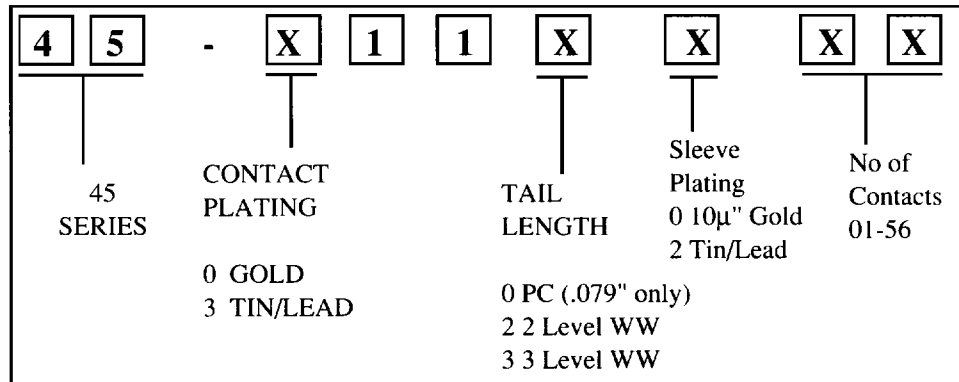 4 5 - X 1 1 X X X X
45
SERIES
CONTACT
PLATING
0 GOLD
3 TIN/LEAD
TAIL
LENGTH
0 PC (.079" only)
2 2 Level WW
3 3 Level WW
Sleeve
Plating
0 10µ" Gold
2 Tin/Lead
No of
Contacts
01-56